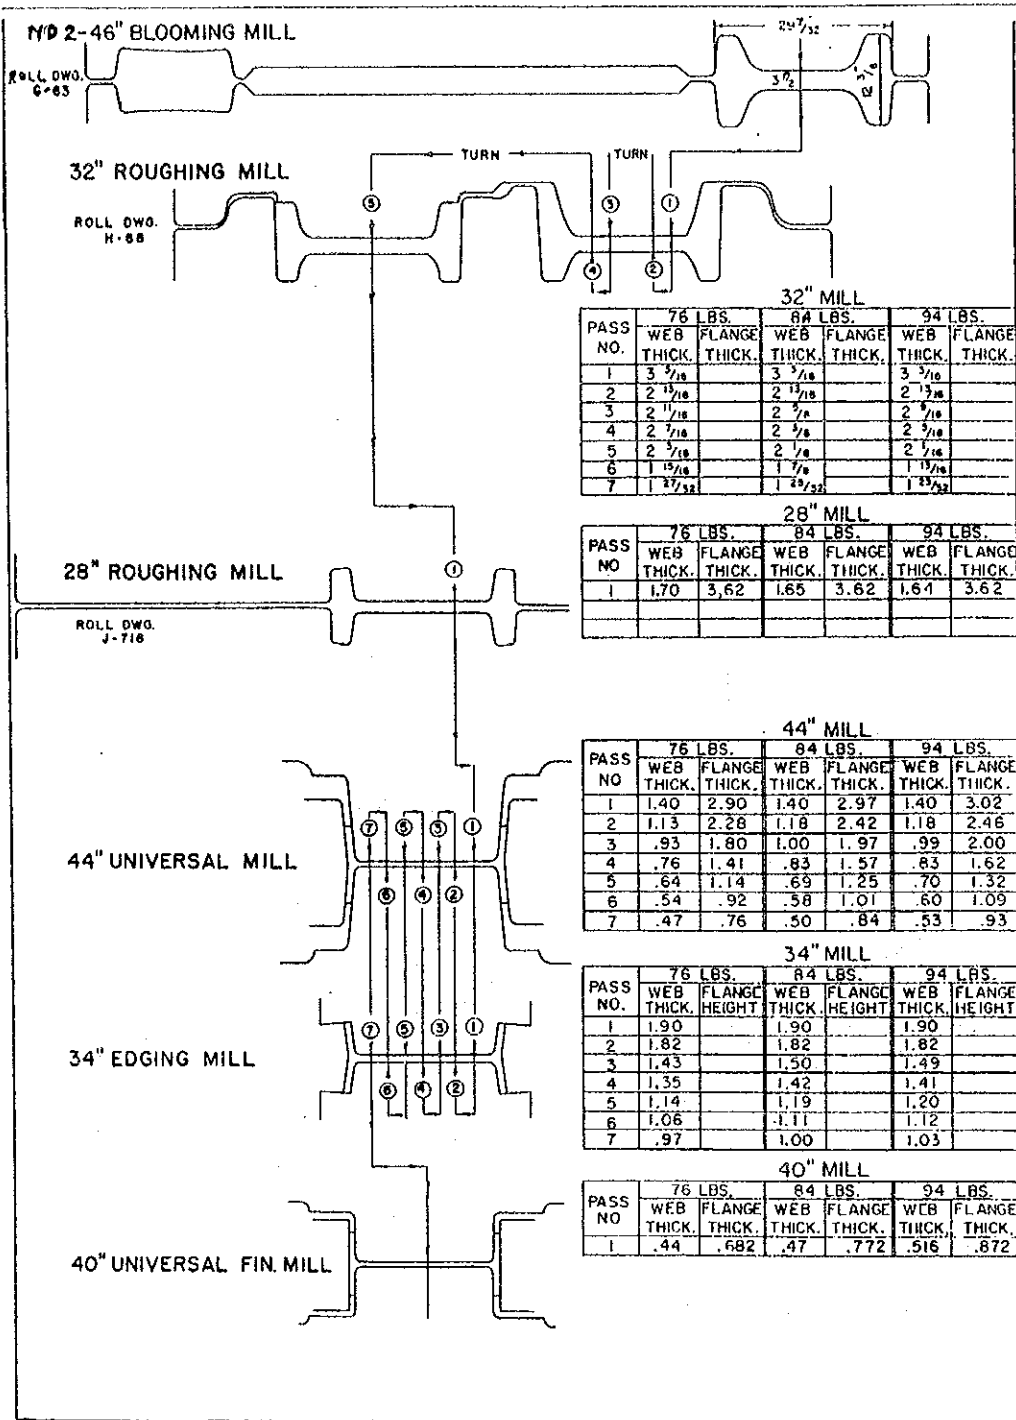 NO 2-46" BLOOMING MILL
29 7/32
ROLL DWG.
G-83
3 1/2
12 3/16
TURN
TURN
32" ROUGHING MILL
⑤ ③ ①
ROLL DWG.
H-88
④ ②
32" MILL
PASS NO. 76 LBS. 84 LBS. 94 LBS.
WEB THICK. FLANGE THICK. WEB THICK. FLANGE THICK. WEB THICK. FLANGE THICK.
1 3 3/16 3 3/16 3 3/16
2 2 13/16 2 13/16 2 13/16
3 2 11/16 2 5/8 2 9/16
4 2 7/16 2 3/8 2 5/16
5 2 3/16 2 1/8 2 1/16
6 1 15/16 1 7/8 1 13/16
7 1 27/32 1 25/32 1 23/32
28" MILL
PASS NO 76 LBS. 84 LBS. 94 LBS.
WEB THICK. FLANGE THICK. WEB THICK. FLANGE THICK. WEB THICK. FLANGE THICK.
1 1.70 3.62 1.65 3.62 1.64 3.62
28" ROUGHING MILL
①
ROLL DWG.
J-716
44" MILL
PASS NO 76 LBS. 84 LBS. 94 LBS.
WEB THICK. FLANGE THICK. WEB THICK. FLANGE THICK. WEB THICK. FLANGE THICK.
1 1.40 2.90 1.40 2.97 1.40 3.02
2 1.13 2.28 1.18 2.42 1.18 2.46
3 .93 1.80 1.00 1.97 .99 2.00
4 .76 1.41 .83 1.57 .83 1.62
5 .64 1.14 .69 1.25 .70 1.32
6 .54 .92 .58 1.01 .60 1.09
7 .47 .76 .50 .84 .53 .93
⑦ ⑤ ③ ①
44" UNIVERSAL MILL
⑥ ④ ②
34" MILL
PASS NO. 76 LBS. 84 LBS. 94 LBS.
WEB THICK. FLANGE HEIGHT WEB THICK. FLANGE HEIGHT WEB THICK. FLANGE HEIGHT
1 1.90 1.90 1.90
2 1.82 1.82 1.82
3 1.43 1.50 1.49
4 1.35 1.42 1.41
5 1.14 1.19 1.20
6 1.06 1.11 1.12
7 .97 1.00 1.03
⑦ ⑤ ③ ①
34" EDGING MILL
⑥ ④ ②
40" MILL
PASS NO 76 LBS. 84 LBS. 94 LBS.
WEB THICK. FLANGE THICK. WEB THICK. FLANGE THICK. WEB THICK. FLANGE THICK.
1 .44 .682 .47 .772 .516 .872
40" UNIVERSAL FIN. MILL